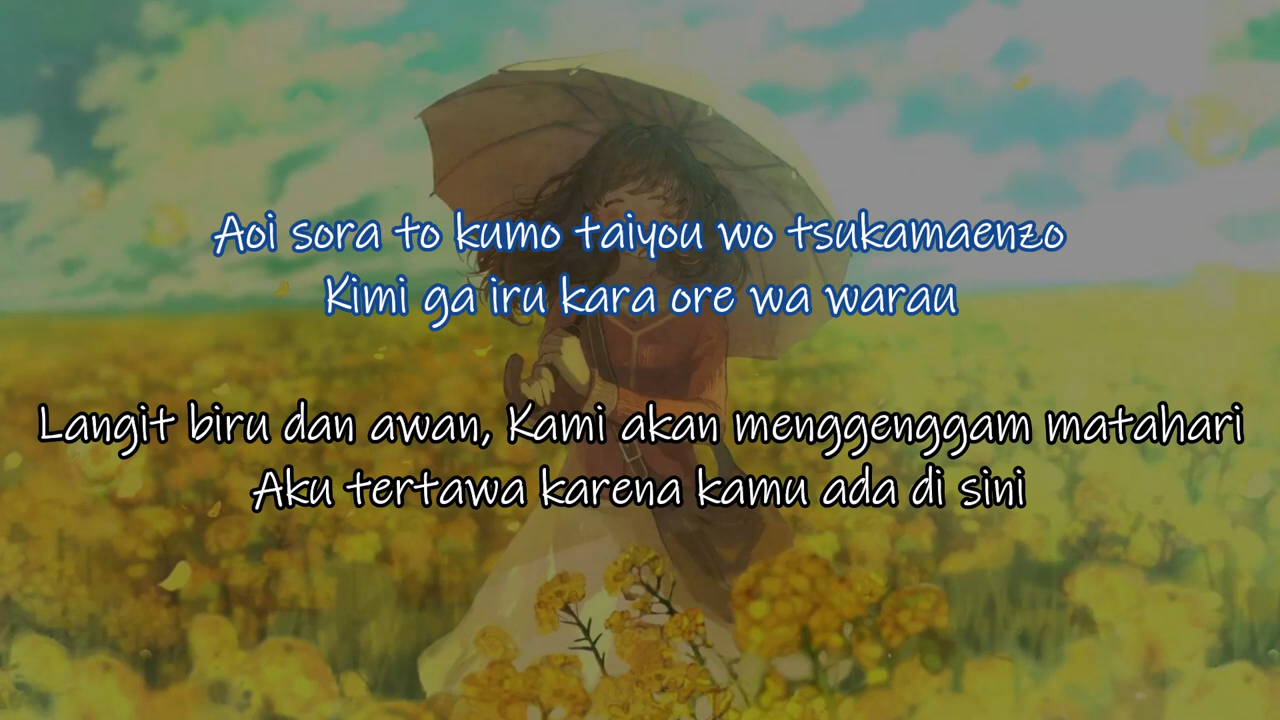 Aoi sora to kumo taiyou wo tsukamaenzo
Kimi ga iru kara ore wa warau
Langit biru dan awan, Kami akan menggenggam matahari
Aku tertawa karena kamu ada di sini